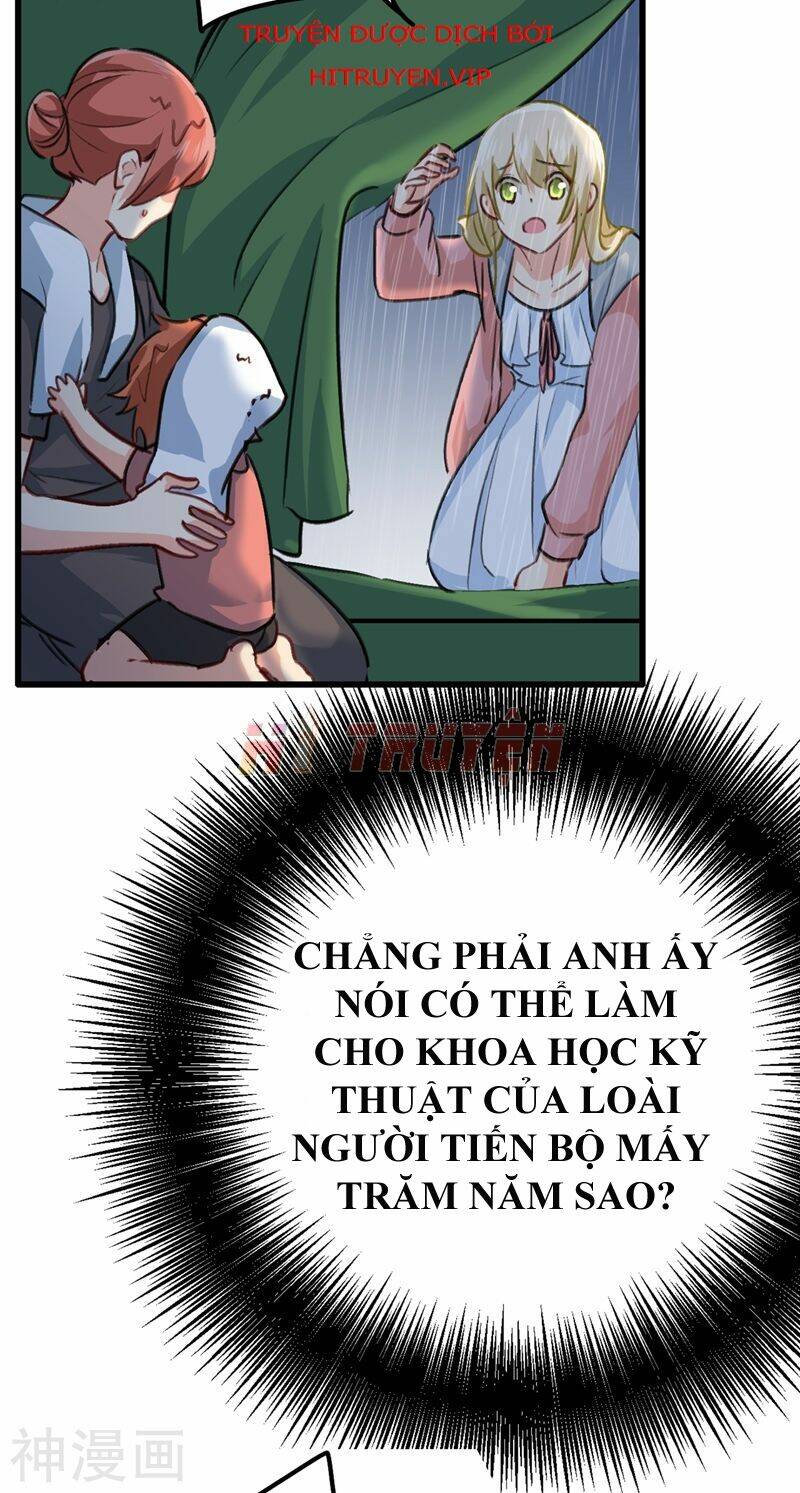 TRUYỆN ĐƯỢC DỊCH BỞI
HITRUYEN.VIP
HI TRUYỆN
CHẲNG PHẢI ANH ẤY
NÓI CÓ THỂ LÀM
CHO KHOA HỌC KỸ
THUẬT CỦA LOÀI
NGƯỜI TIẾN BỘ MẤY
TRĂM NĂM SAO?
神漫画